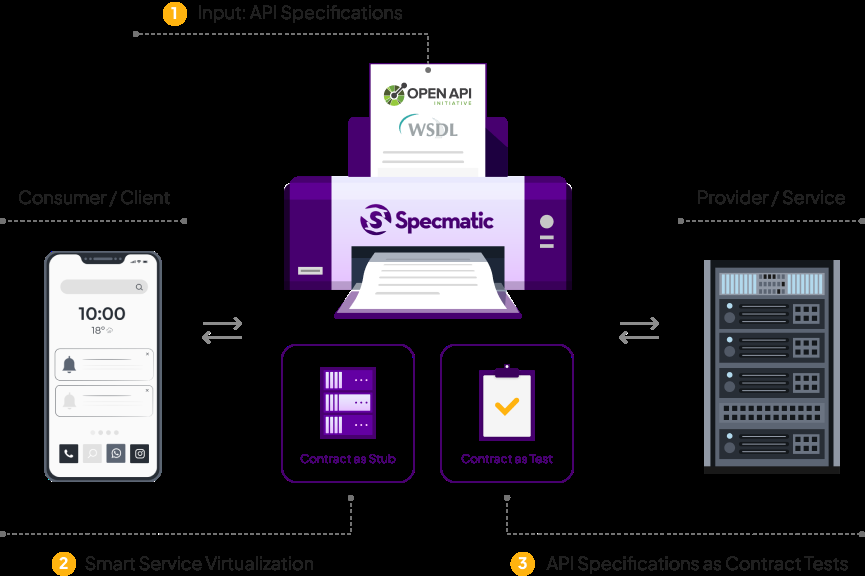 1 Input: API Specifications
OPEN API
INITIATIVE
WSDL
Consumer / Client
Provider / Service
Specmatic
10:00
18°
Contract as Stub
Contract as Test
2 Smart Service Virtualization
3 API Specifications as Contract Tests